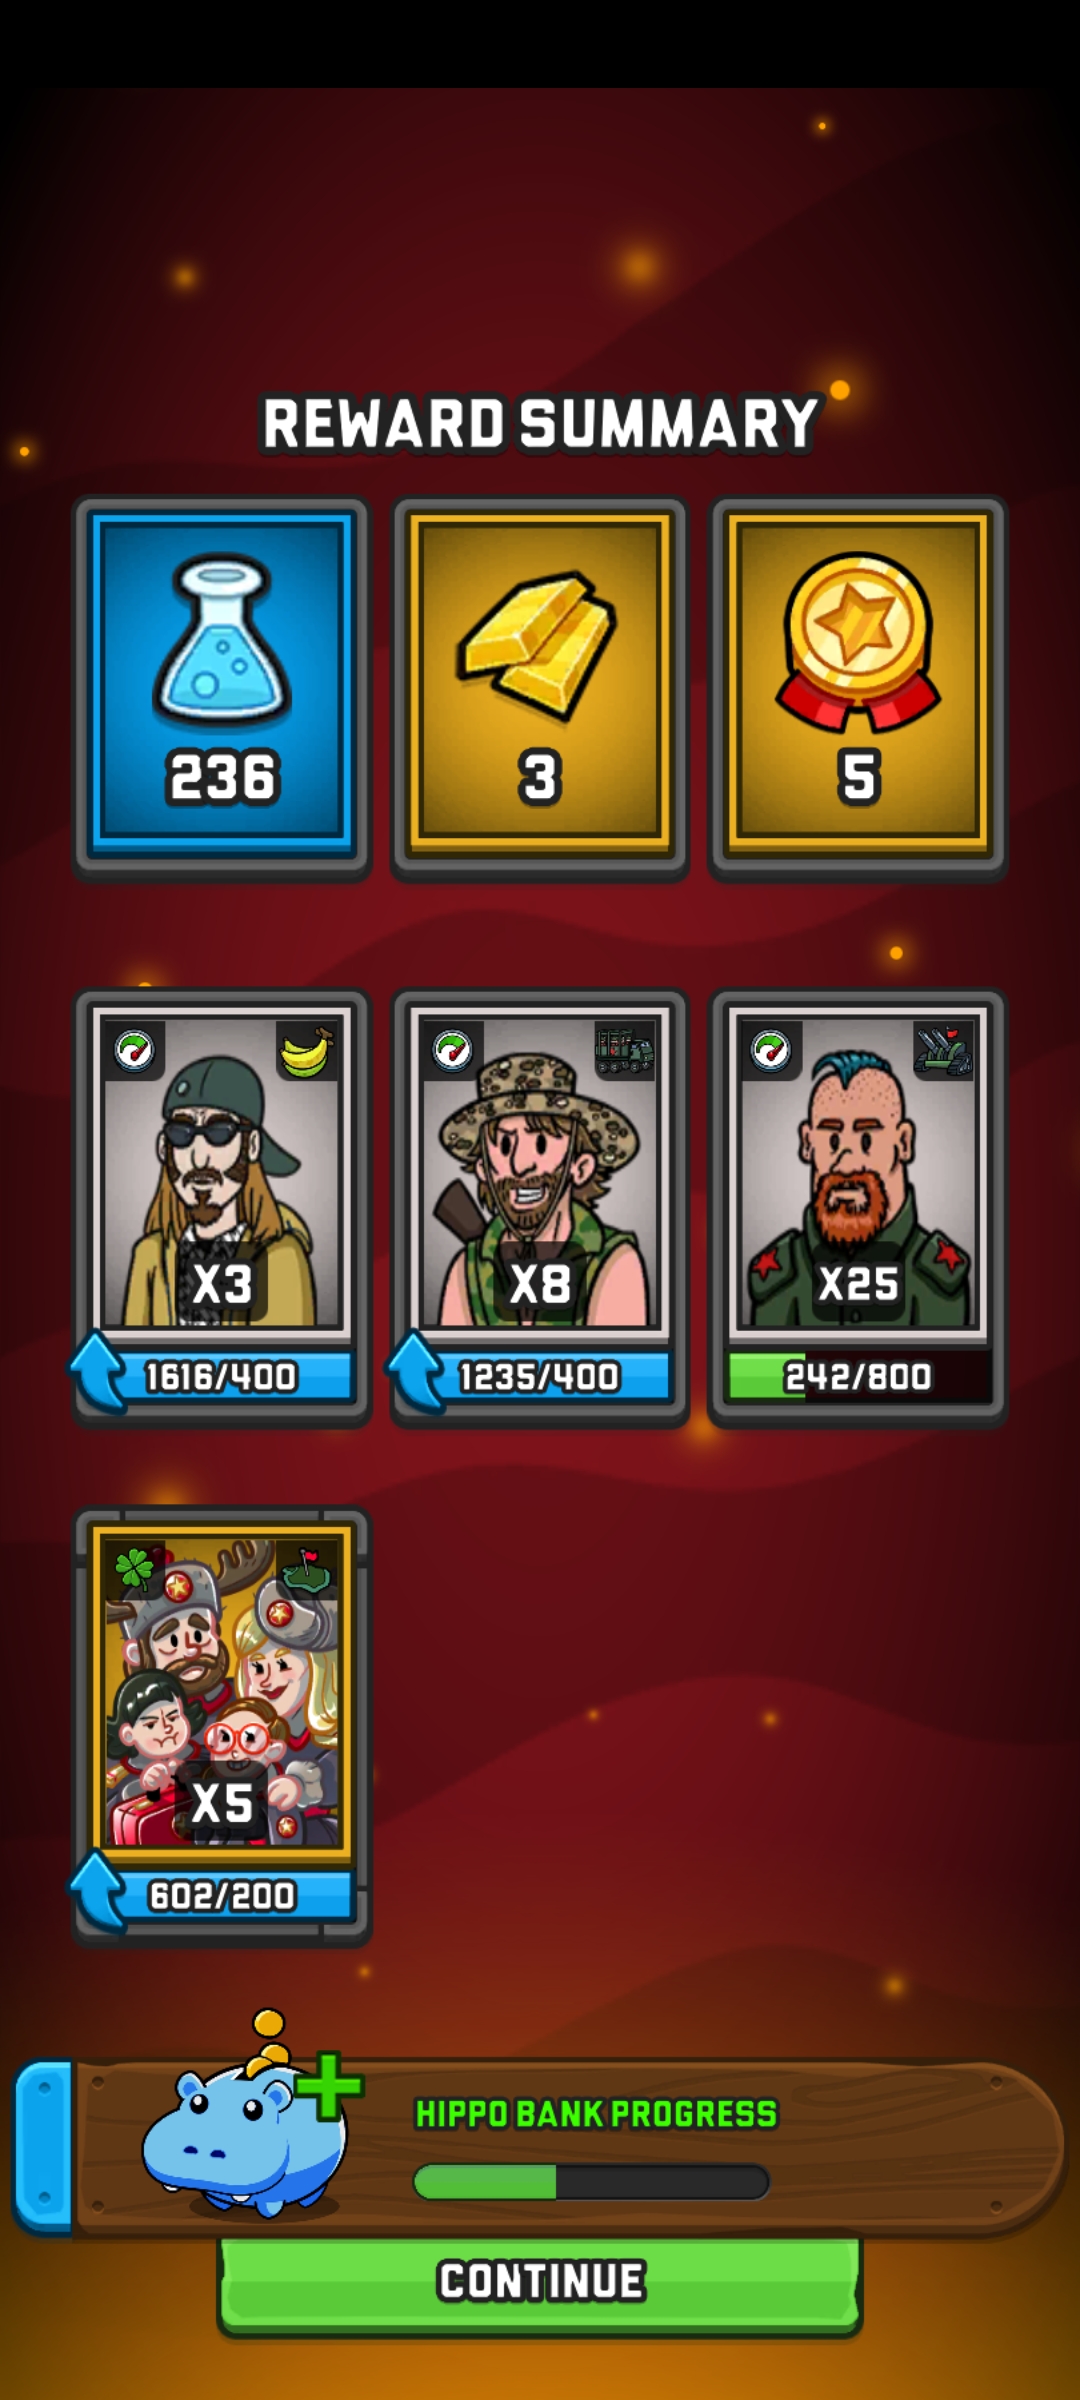 REWARD SUMMARY
236
3
5
X3
X8
X25
1616/400
1235/400
242/800
X5
602/200
HIPPO BANK PROGRESS
CONTINUE